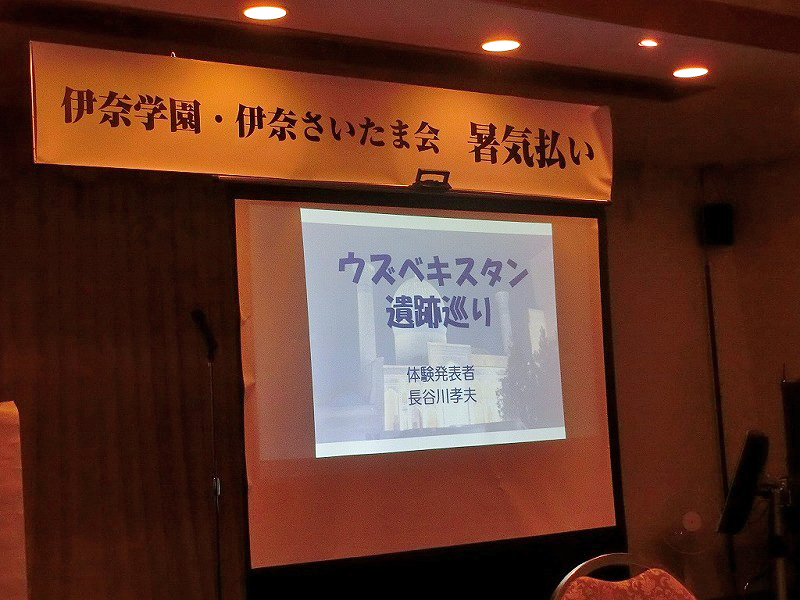 伊奈学園・伊奈さいたま会 暑気払い
ウズベキスタン
遺跡巡り
体験発表者
長谷川孝夫